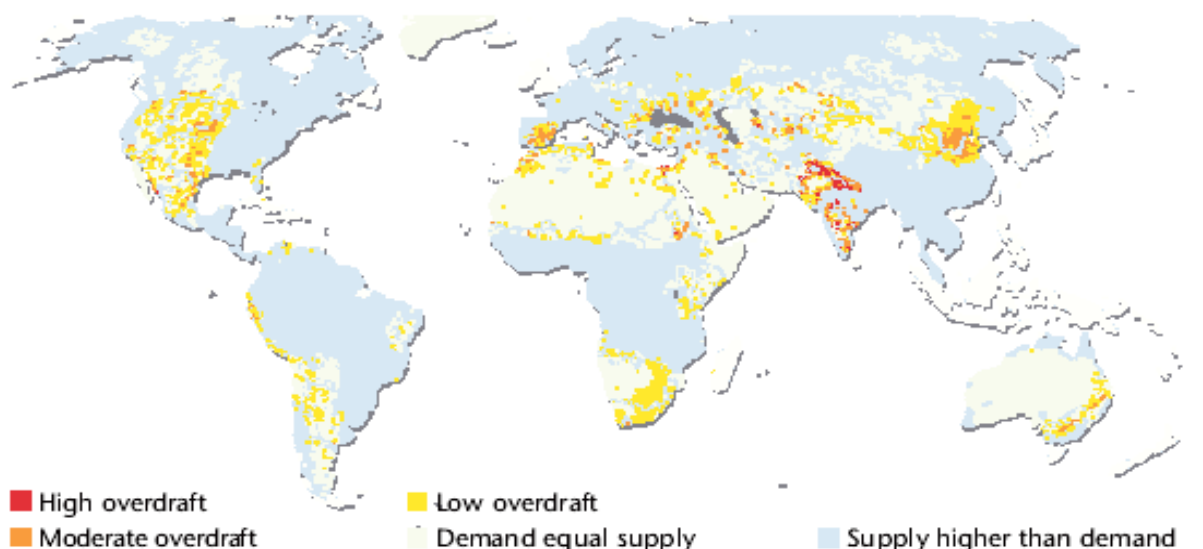 High overdraft
Low overdraft
Moderate overdraft
Demand equal supply
Supply higher than demand